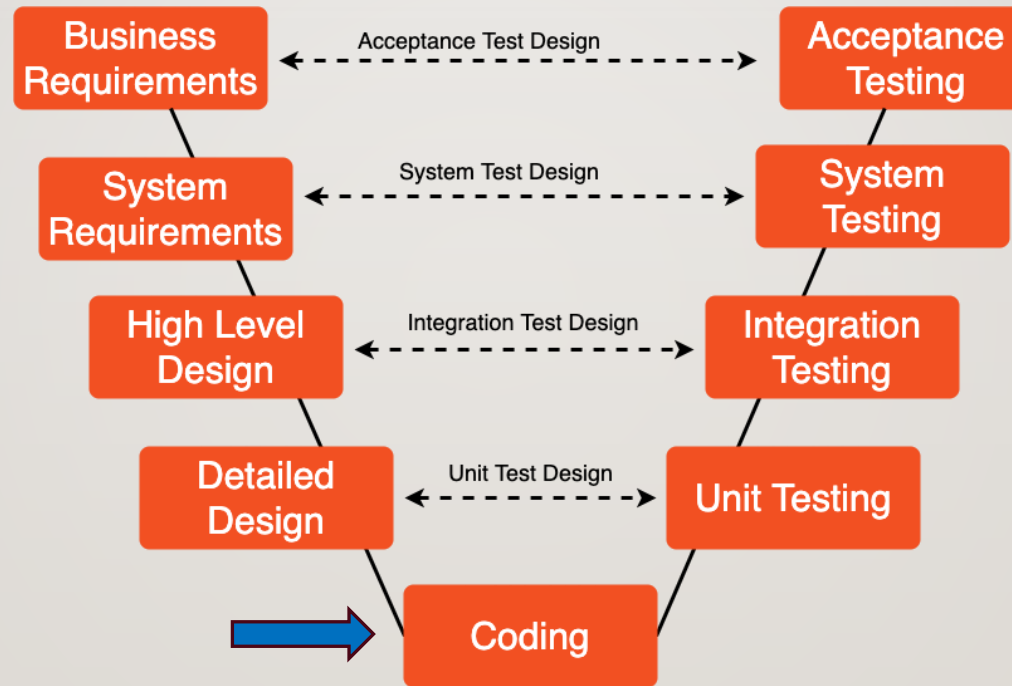 Business
Requirements
Acceptance Test Design
Acceptance
Testing
System
Requirements
System Test Design
System
Testing
High Level
Design
Integration Test Design
Integration
Testing
Detailed
Design
Unit Test Design
Unit Testing
Coding